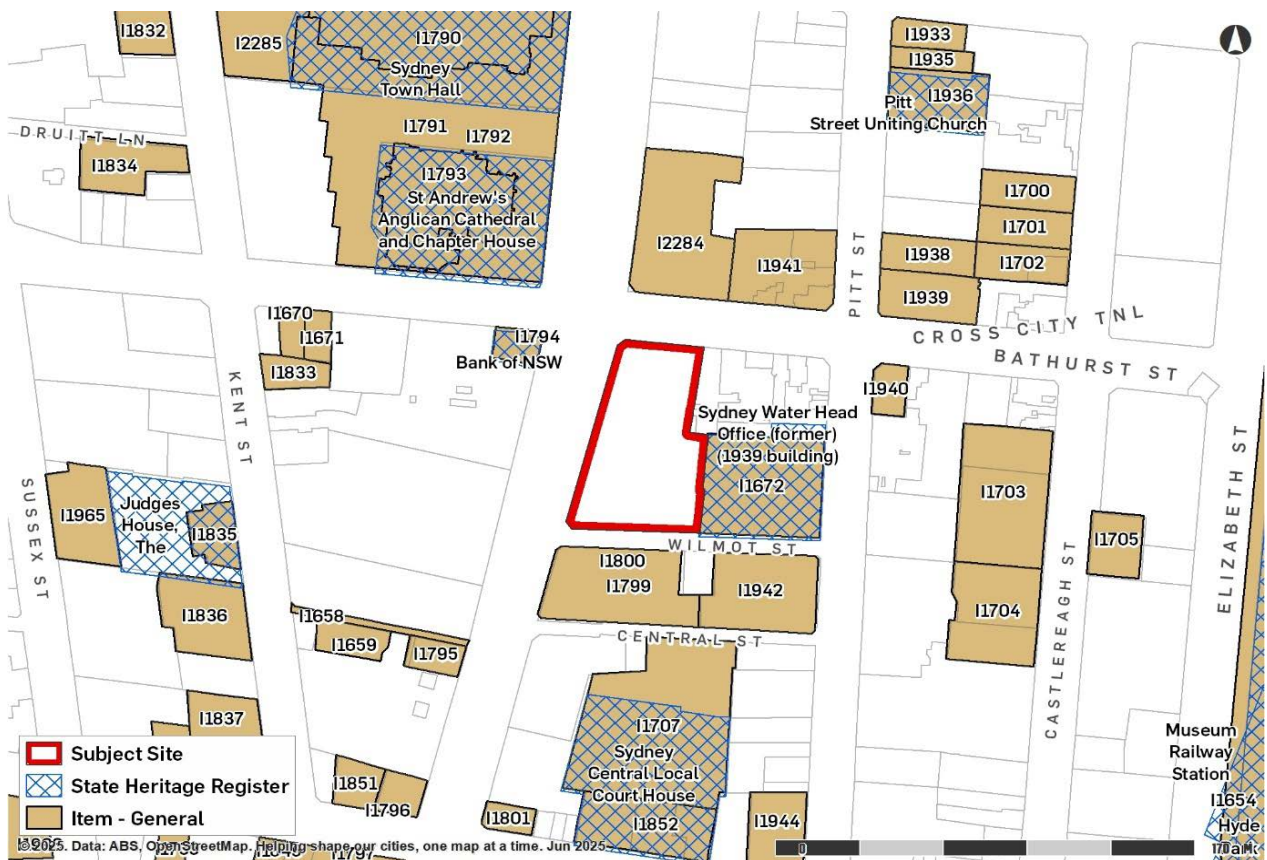 I1832
I2285
I1790
Sydney
Town Hall
I1933
I1935
I1936
Pitt
Street Uniting Church
DRUITT LN
I1834
I1791
I1792
I1793
St Andrew's
Anglican Cathedral
and Chapter House
I2284
I1941
PITT ST
I1700
I1701
I1702
I1938
I1939
CROSS CITY TNL
BATHURST ST
I1670
I1671
I1833
I1794
Bank of NSW
KENT ST
I1940
Sydney Water Head
Office (former)
(1939 building)
I1672
I1703
I1705
ELIZABETH ST
SUSSEX ST
I1965
Judges
House,
The
I1835
WILMOT ST
I1800
I1799
I1942
I1704
CASTLEREAGH ST
I1836
I1658
I1659
I1795
CENTRAL ST
I1837
I1707
Sydney
Central Local
Court House
I1852
Museum
Railway
Station
I1654
Hyde
I1851
I1796
I1801
I1944
Subject Site
State Heritage Register
Item - General
I1797
©2025. Data: ABS, OpenStreetMap. Helping shape our cities, one map at a time. Jun 2025
0